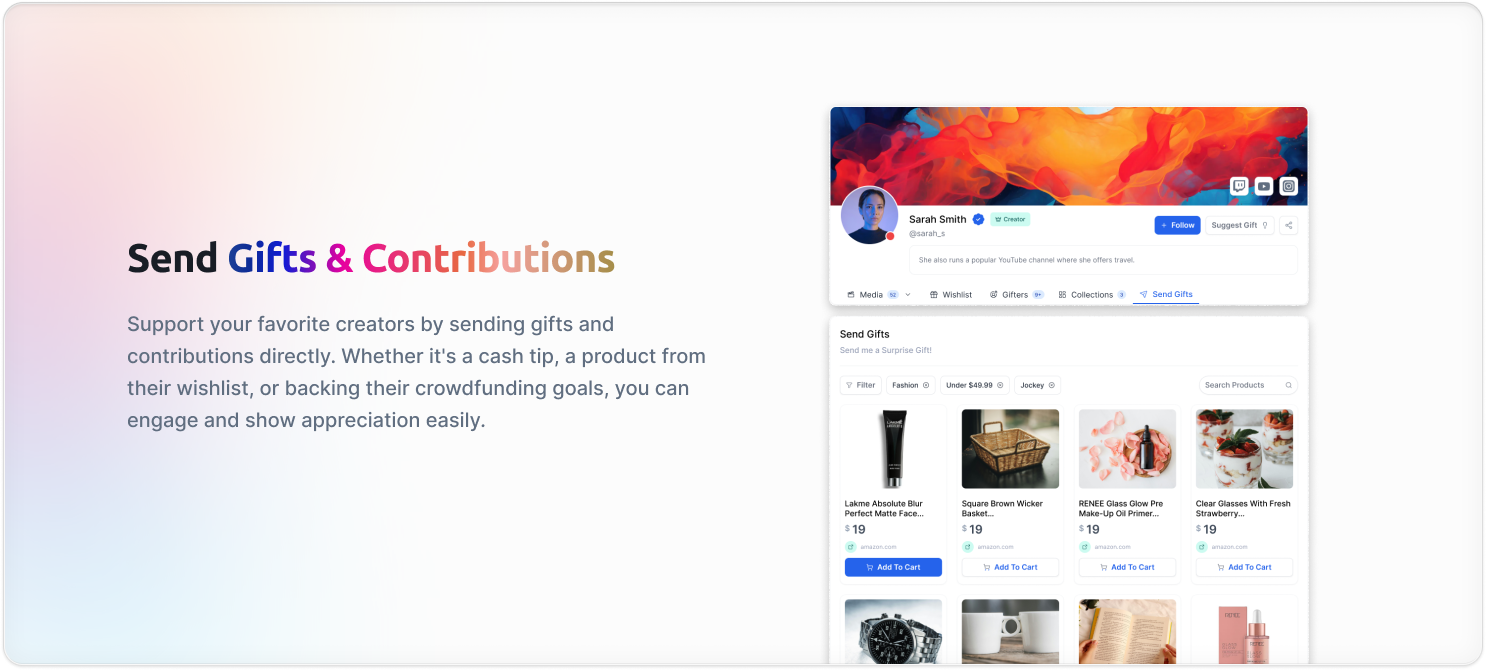 Send Gifts & Contributions
Support your favorite creators by sending gifts and
contributions directly. Whether it's a cash tip, a product from
their wishlist, or backing their crowdfunding goals, you can
engage and show appreciation easily.
Sarah Smith
Creator
@sarah_s
+ Follow
Suggest Gift
She also runs a popular YouTube channel where she offers travel.
Media 52
Wishlist
Gifters 9+
Collections 3
Send Gifts
Send Gifts
Send me a Surprise Gift!
Filter
Fashion
Under $49.99
Jockey
Search Products
Lakme Absolute Blur
Perfect Matte Face...
$ 19
amazon.com
Add To Cart
Square Brown Wicker
Basket...
$ 19
amazon.com
Add To Cart
RENEE Glass Glow Pre
Make-Up Oil Primer...
$ 19
amazon.com
Add To Cart
Clear Glasses With Fresh
Strawberry...
$ 19
amazon.com
Add To Cart